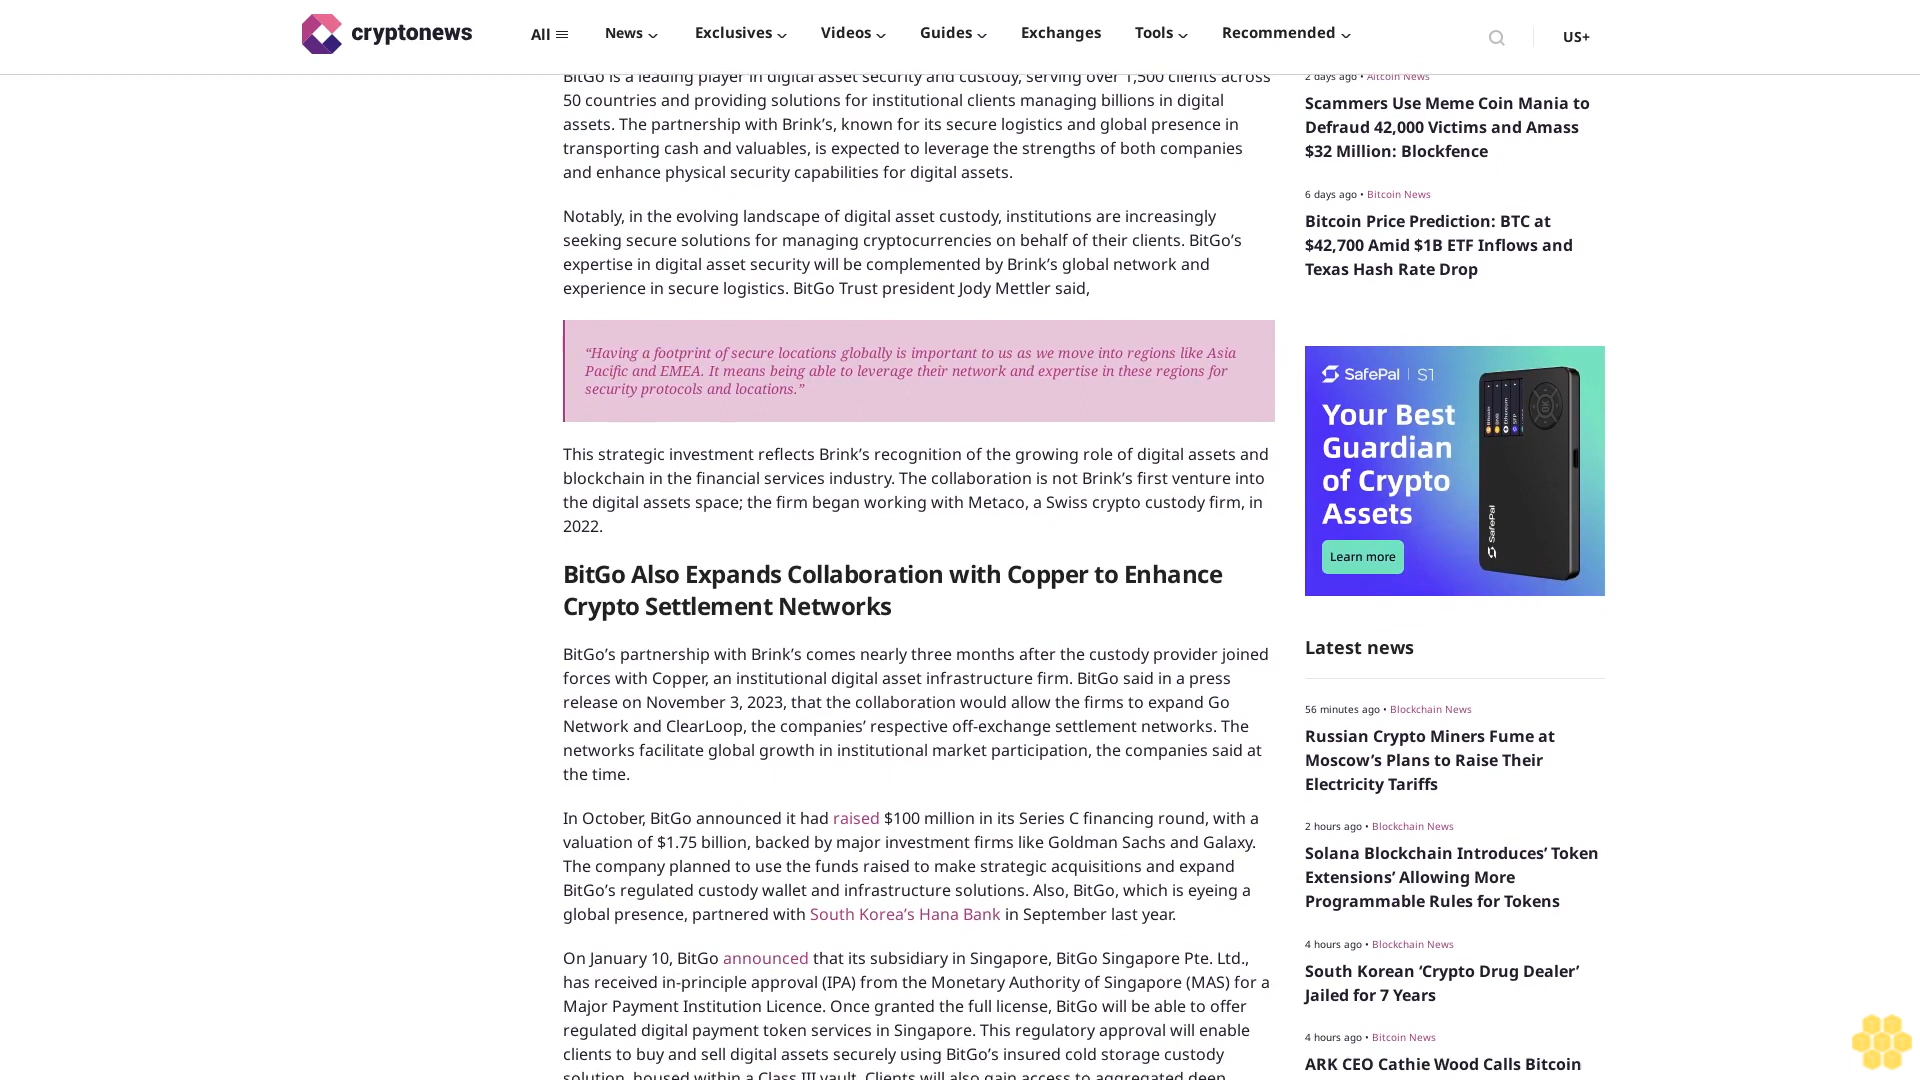 cryptonews
All
News
Exclusives
Videos
Guides
Exchanges
Tools
Recommended
US+
BitGo is a leading player in digital asset security and custody, serving over 1,500 clients across
50 countries and providing solutions for institutional clients managing billions in digital
assets. The partnership with Brink’s, known for its secure logistics and global presence in
transporting cash and valuables, is expected to leverage the strengths of both companies
and enhance physical security capabilities for digital assets.
Notably, in the evolving landscape of digital asset custody, institutions are increasingly
seeking secure solutions for managing cryptocurrencies on behalf of their clients. BitGo’s
expertise in digital asset security will be complemented by Brink’s global network and
experience in secure logistics. BitGo Trust president Jody Mettler said,
“Having a footprint of secure locations globally is important to us as we move into regions like Asia
Pacific and EMEA. It means being able to leverage their network and expertise in these regions for
security protocols and locations.”
This strategic investment reflects Brink’s recognition of the growing role of digital assets and
blockchain in the financial services industry. The collaboration is not Brink’s first venture into
the digital assets space; the firm began working with Metaco, a Swiss crypto custody firm, in
2022.
BitGo Also Expands Collaboration with Copper to Enhance
Crypto Settlement Networks
BitGo’s partnership with Brink’s comes nearly three months after the custody provider joined
forces with Copper, an institutional digital asset infrastructure firm. BitGo said in a press
release on November 3, 2023, that the collaboration would allow the firms to expand Go
Network and ClearLoop, the companies’ respective off-exchange settlement networks. The
networks facilitate global growth in institutional market participation, the companies said at
the time.
In October, BitGo announced it had raised $100 million in its Series C financing round, with a
valuation of $1.75 billion, backed by major investment firms like Goldman Sachs and Galaxy.
The company planned to use the funds raised to make strategic acquisitions and expand
BitGo’s regulated custody wallet and infrastructure solutions. Also, BitGo, which is eyeing a
global presence, partnered with South Korea’s Hana Bank in September last year.
On January 10, BitGo announced that its subsidiary in Singapore, BitGo Singapore Pte. Ltd.,
has received in-principle approval (IPA) from the Monetary Authority of Singapore (MAS) for a
Major Payment Institution Licence. Once granted the full license, BitGo will be able to offer
regulated digital payment token services in Singapore. This regulatory approval will enable
clients to buy and sell digital assets securely using BitGo’s insured cold storage custody
solution, housed within a Class III vault. Clients will also gain access to aggregated deep
2 days ago • Altcoin News
Scammers Use Meme Coin Mania to
Defraud 42,000 Victims and Amass
$32 Million: Blockfence
6 days ago • Bitcoin News
Bitcoin Price Prediction: BTC at
$42,700 Amid $1B ETF Inflows and
Texas Hash Rate Drop
SafePal | S1
Your Best
Guardian
of Crypto
Assets
Learn more
SafePal
Latest news
56 minutes ago • Blockchain News
Russian Crypto Miners Fume at
Moscow’s Plans to Raise Their
Electricity Tariffs
2 hours ago • Blockchain News
Solana Blockchain Introduces’ Token
Extensions’ Allowing More
Programmable Rules for Tokens
4 hours ago • Blockchain News
South Korean ‘Crypto Drug Dealer’
Jailed for 7 Years
4 hours ago • Bitcoin News
ARK CEO Cathie Wood Calls Bitcoin